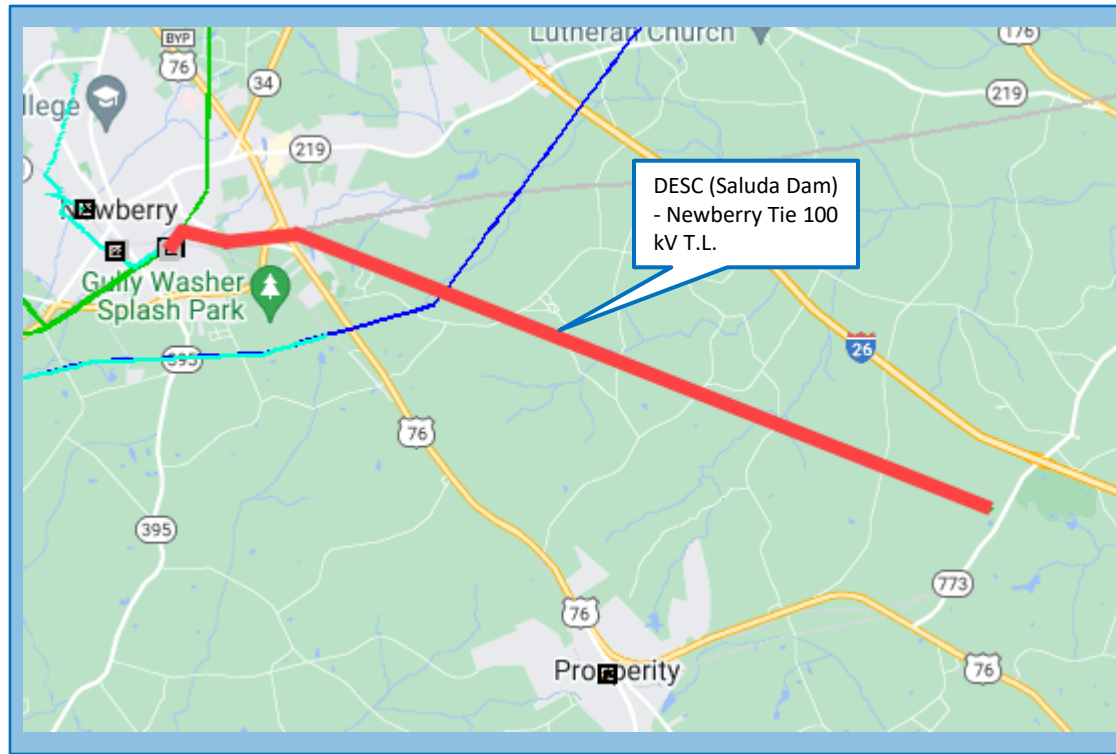 Lutheran Church
176
BYP
76
34
219
llege
219
DESC (Saluda Dam)
- Newberry Tie 100
kV T.L.
Newberry
Gully Washer
Splash Park
26
395
76
395
773
76
Prosperity
76